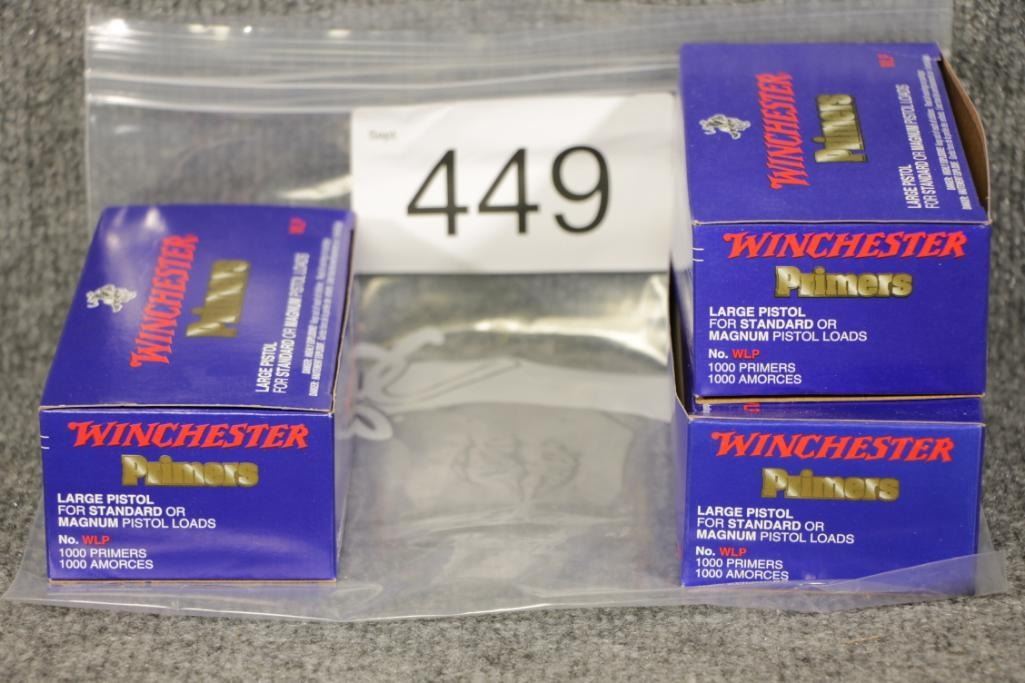 Sept
449
WLP
WINCHESTER
Primers
LARGE PISTOL
FOR STANDARD OR MAGNUM PISTOL LOADS
WINCHESTER
Primers
LARGE PISTOL
FOR STANDARD OR
MAGNUM PISTOL LOADS
No. WLP
1000 PRIMERS
1000 AMORCES
WLP
WINCHESTER
Primers
LARGE PISTOL
FOR STANDARD OR MAGNUM PISTOL LOADS
WINCHESTER
Primers
LARGE PISTOL
FOR STANDARD OR
MAGNUM PISTOL LOADS
No. WLP
1000 PRIMERS
1000 AMORCES
WINCHESTER
Primers
LARGE PISTOL
FOR STANDARD OR
MAGNUM PISTOL LOADS
No. WLP
1000 PRIMERS
1000 AMORCES